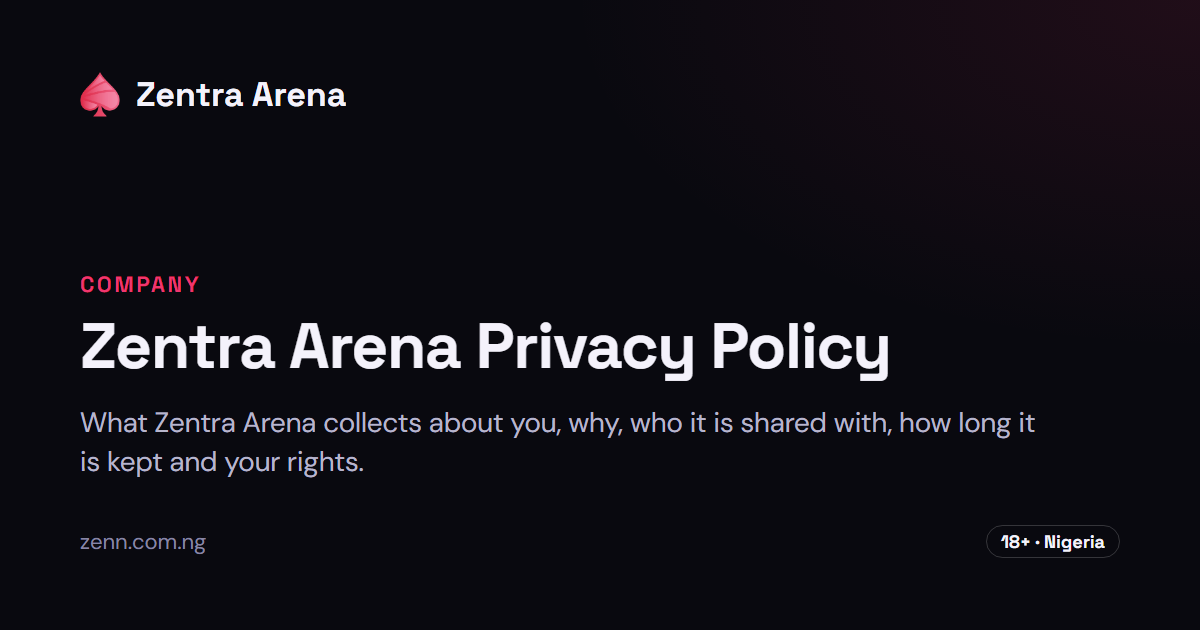 Zentra Arena
COMPANY
Zentra Arena Privacy Policy
What Zentra Arena collects about you, why, who it is shared with, how long it
is kept and your rights.
zenn.com.ng
18+ · Nigeria